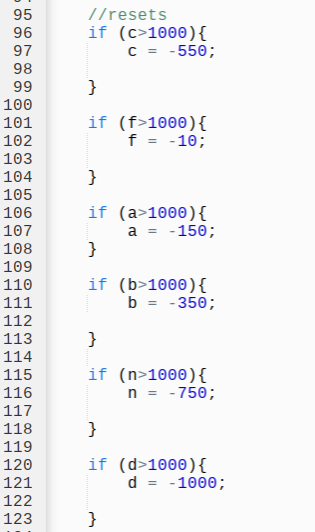 95 //resets
96 if (c>1000){
97 c = -550;
98
99 }
100
101 if (f>1000){
102 f = -10;
103
104 }
105
106 if (a>1000){
107 a = -150;
108 }
109
110 if (b>1000){
111 b = -350;
112
113 }
114
115 if (n>1000){
116 n = -750;
117
118 }
119
120 if (d>1000){
121 d = -1000;
122
123 }